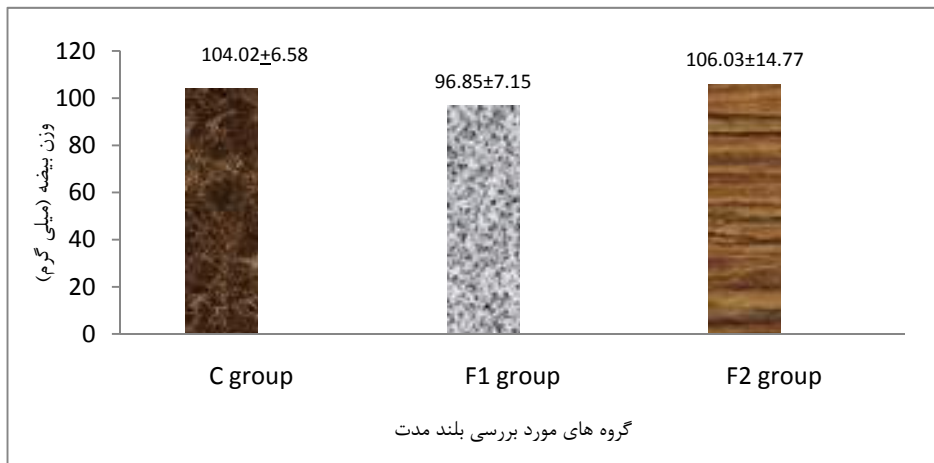 104.02±6.58
96.85±7.15
106.03±14.77
وزن بیضه (میلی گرم)
120
100
80
60
40
20
0
C group
F1 group
F2 group
گروه های مورد بررسی بلند مدت